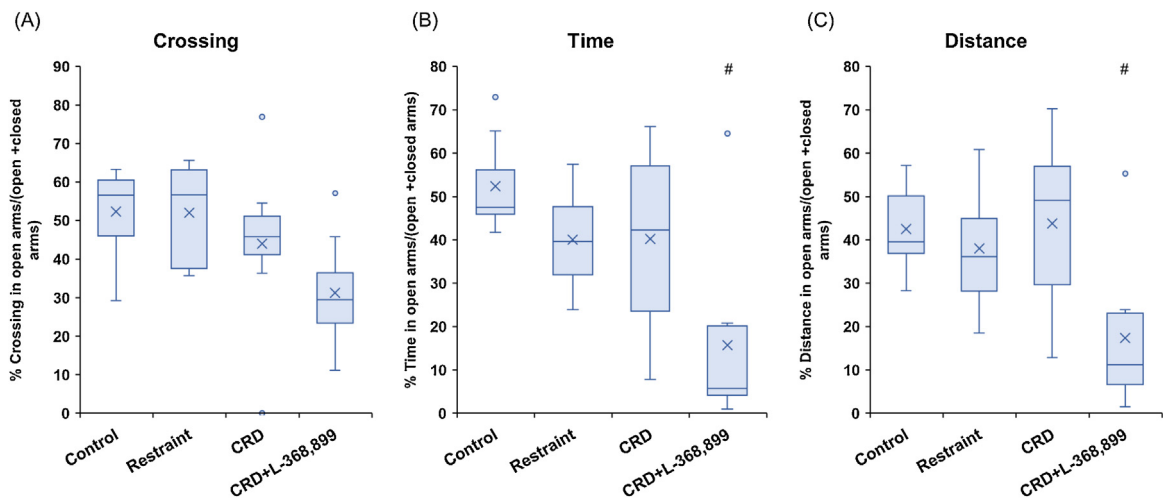 (A)
Crossing
% Crossing in open arms/(open +closed
arms)
90
80
70
60
50
40
30
20
10
0
Control
Restraint
CRD
CRD+L-368,899
(B)
Time
% Time in open arms/(open +closed arms)
80
70
60
50
40
30
20
10
0
#
Control
Restraint
CRD
CRD+L-368,899
(C)
Distance
% Distance in open arms/(open +closed
arms)
80
70
60
50
40
30
20
10
0
#
Control
Restraint
CRD
CRD+L-368,899